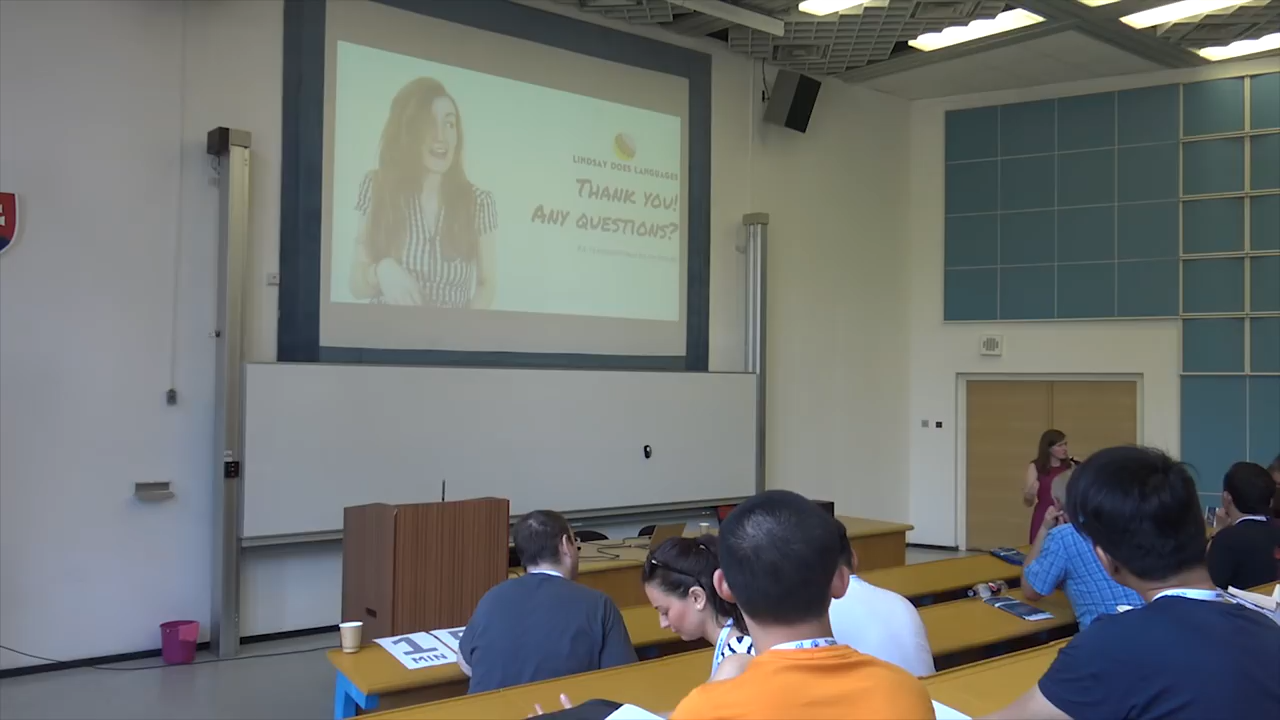 LINDSAY DOES LANGUAGES
THANK YOU!
ANY QUESTIONS?
1
MIN